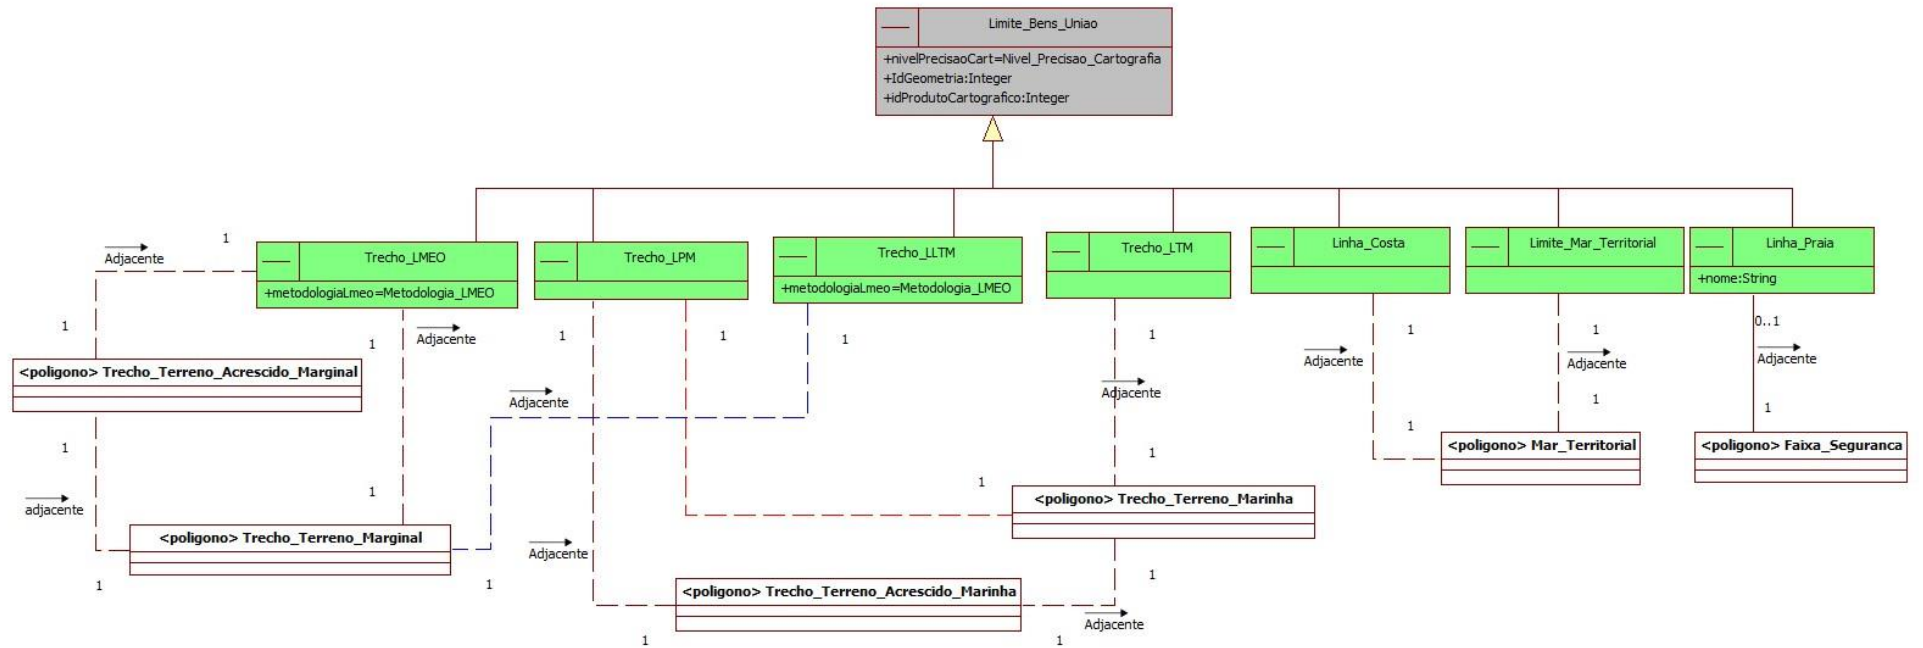 Limite_Bens_Uniao
+nivelPrecisaoCart=Nivel_Precisao_Cartografia
+IdGeometria:Integer
+idProdutoCartografico:Integer
Adjacente
1
Trecho_LMEO
+metodologiaLmeo=Metodologia_LMEO
Trecho_LPM
Trecho_LLTM
+metodologiaLmeo=Metodologia_LMEO
Trecho_LTM
Linha_Costa
Limite_Mar_Territorial
Linha_Praia
+nome:String
1
1
Adjacente
1
1
1
1
1
Adjacente
1
Adjacente
0..1
Adjacente
<poligono> Trecho_Terreno_Acrescido_Marginal
Adjacente
Adjacente
1
1
1
1
1
<poligono> Mar_Territorial
<poligono> Faixa_Seguranca
adjacente
1
1
<poligono> Trecho_Terreno_Marinha
<poligono> Trecho_Terreno_Marginal
Adjacente
1
1
1
<poligono> Trecho_Terreno_Acrescido_Marinha
Adjacente
1
1